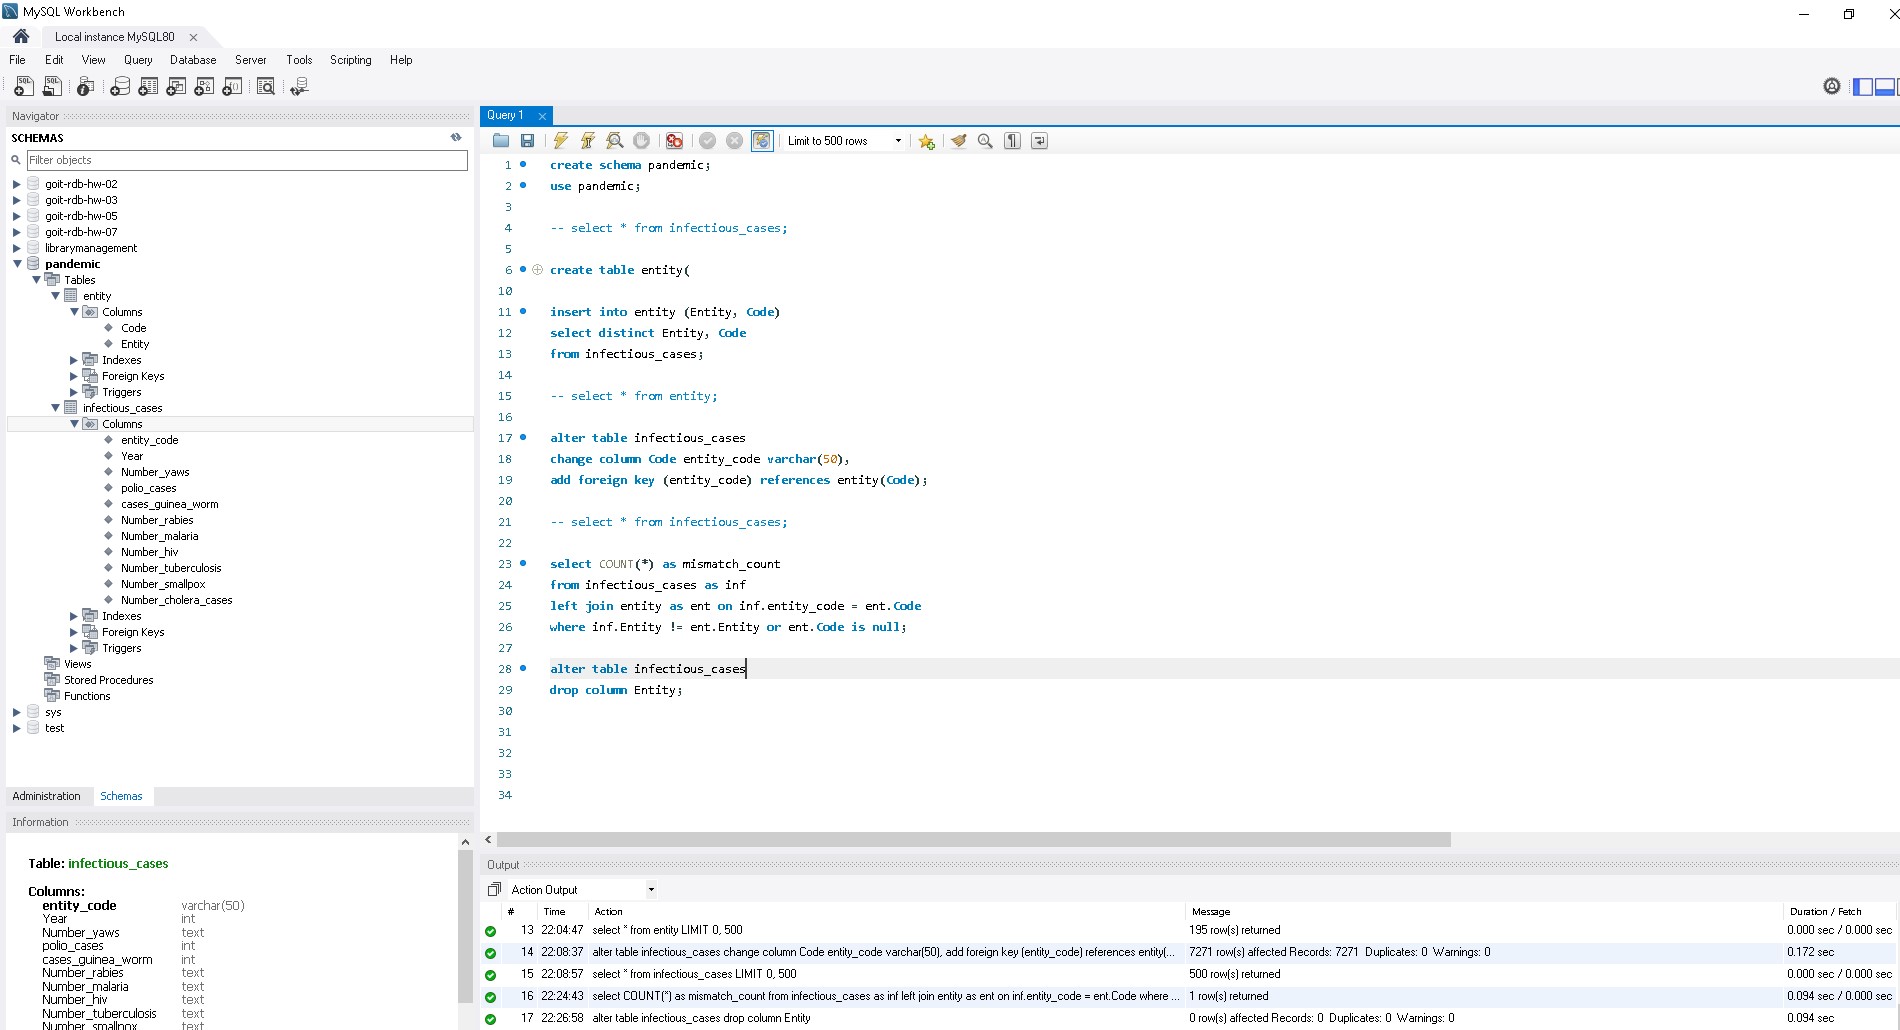 MySQL Workbench
Local instance MySQL80
File Edit View Query Database Server Tools Scripting Help
Navigator
SCHEMAS
Filter objects
goit-rdb-hw-02
goit-rdb-hw-03
goit-rdb-hw-05
goit-rdb-hw-07
librarymanagement
pandemic
Tables
entity
Columns
Code
Entity
Indexes
Foreign Keys
Triggers
infectious_cases
Columns
entity_code
Year
Number_yaws
polio_cases
cases_guinea_worm
Number_rabies
Number_malaria
Number_hiv
Number_tuberculosis
Number_smallpox
Number_cholera_cases
Indexes
Foreign Keys
Triggers
Views
Stored Procedures
Functions
sys
test
Administration Schemas
Information
Table: infectious_cases
Columns:
entity_code varchar(50)
Year int
Number_yaws text
polio_cases int
cases_guinea_worm int
Number_rabies text
Number_malaria text
Number_hiv text
Number_tuberculosis text
Number_smallpox text
Query 1
Limit to 500 rows
1 create schema pandemic;
2 use pandemic;
3
4 -- select * from infectious_cases;
5
6 create table entity(
10
11 insert into entity (Entity, Code)
12 select distinct Entity, Code
13 from infectious_cases;
14
15 -- select * from entity;
16
17 alter table infectious_cases
18 change column Code entity_code varchar(50),
19 add foreign key (entity_code) references entity(Code);
20
21 -- select * from infectious_cases;
22
23 select COUNT(*) as mismatch_count
24 from infectious_cases as inf
25 left join entity as ent on inf.entity_code = ent.Code
26 where inf.Entity != ent.Entity or ent.Code is null;
27
28 alter table infectious_cases
29 drop column Entity;
30
31
32
33
34
Output
Action Output
# Time Action Message Duration / Fetch
13 22:04:47 select * from entity LIMIT 0, 500 195 row(s) returned 0.000 sec / 0.000 sec
14 22:08:37 alter table infectious_cases change column Code entity_code varchar(50), add foreign key (entity_code) references entity(... 7271 row(s) affected Records: 7271 Duplicates: 0 Warnings: 0 0.172 sec
15 22:08:57 select * from infectious_cases LIMIT 0, 500 500 row(s) returned 0.000 sec / 0.000 sec
16 22:24:43 select COUNT(*) as mismatch_count from infectious_cases as inf left join entity as ent on inf.entity_code = ent.Code where ... 1 row(s) returned 0.094 sec / 0.000 sec
17 22:26:58 alter table infectious_cases drop column Entity 0 row(s) affected Records: 0 Duplicates: 0 Warnings: 0 0.094 sec